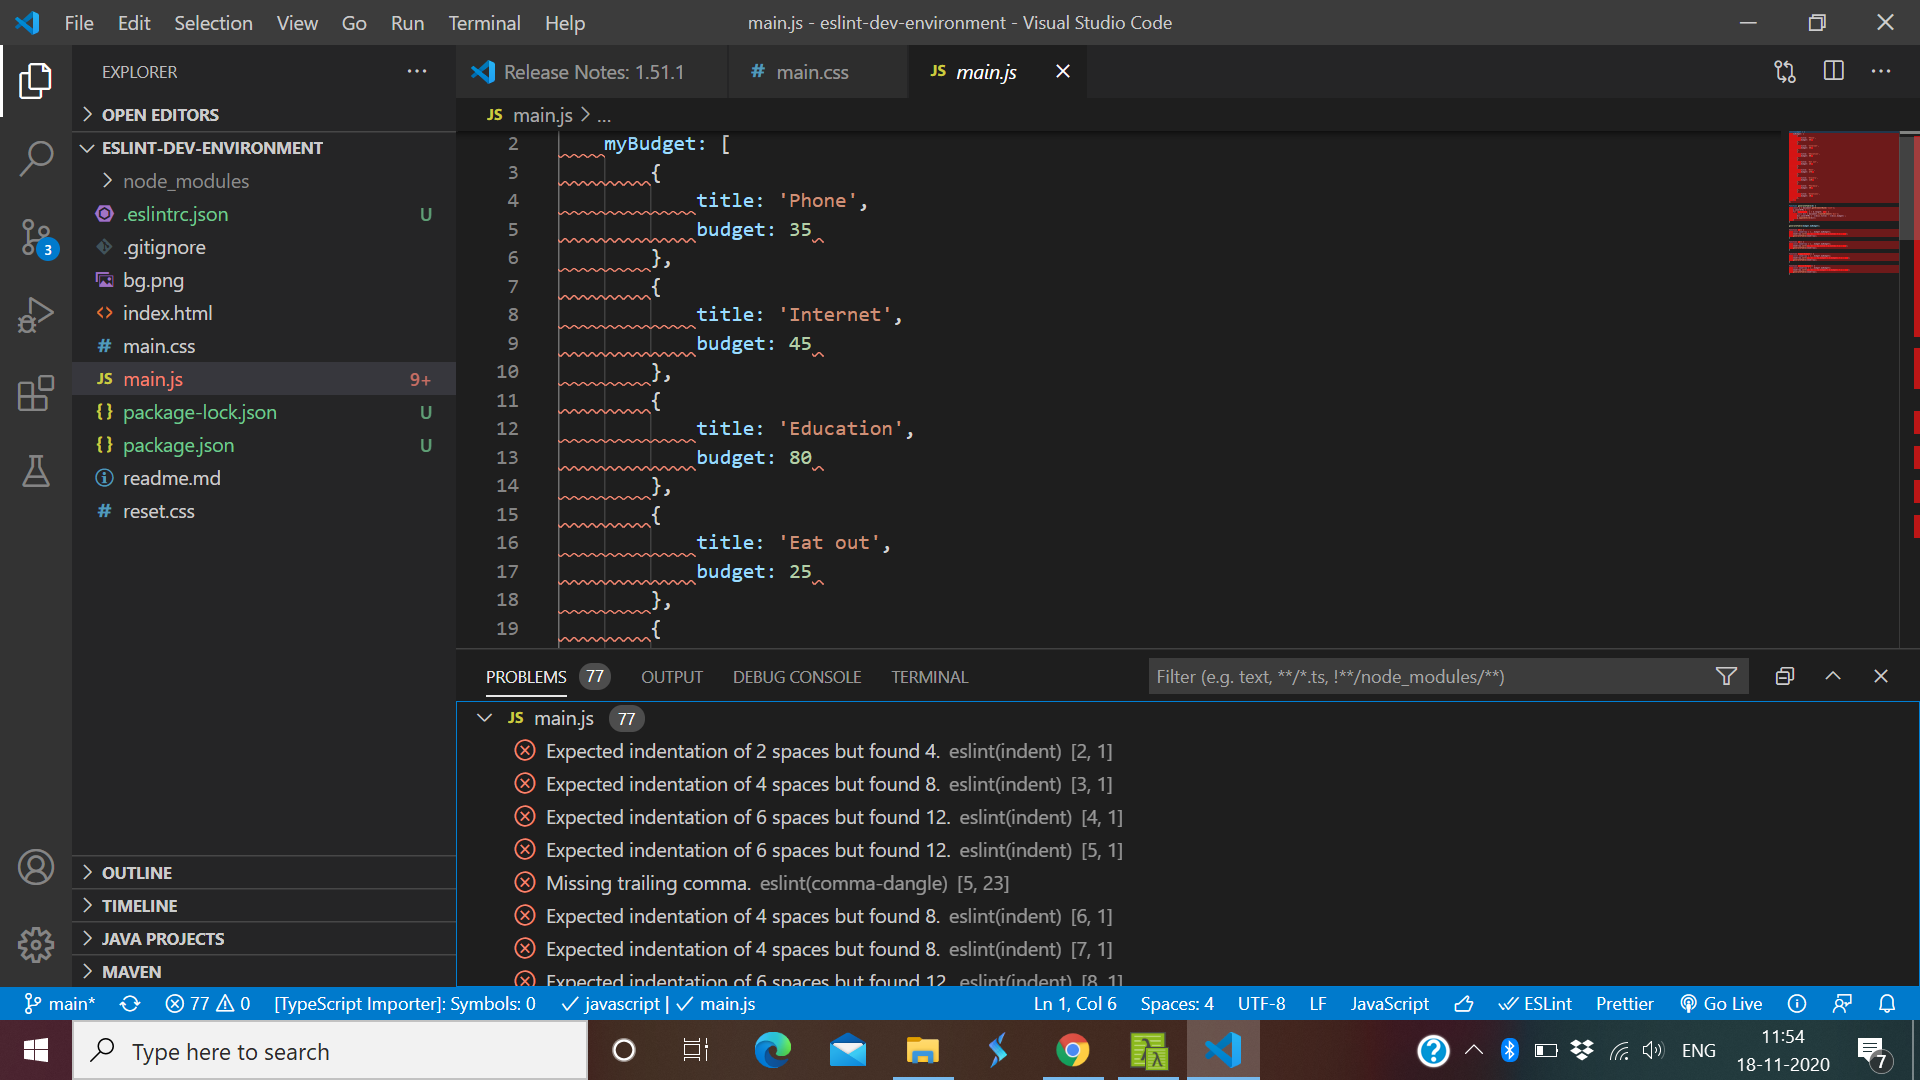 File Edit Selection View Go Run Terminal Help
main.js - eslint-dev-environment - Visual Studio Code
EXPLORER
OPEN EDITORS
ESLINT-DEV-ENVIRONMENT
node_modules
.eslintrc.json U
.gitignore
bg.png
index.html
main.css
JS main.js 9+
package-lock.json U
package.json U
readme.md
reset.css
OUTLINE
TIMELINE
JAVA PROJECTS
MAVEN
3
Release Notes: 1.51.1
# main.css
JS main.js
JS main.js > ...
2 myBudget: [
3 {
4 title: 'Phone',
5 budget: 35
6 },
7 {
8 title: 'Internet',
9 budget: 45
10 },
11 {
12 title: 'Education',
13 budget: 80
14 },
15 {
16 title: 'Eat out',
17 budget: 25
18 },
19 {
PROBLEMS 77 OUTPUT DEBUG CONSOLE TERMINAL
Filter (e.g. text, **/*.ts, !**/node_modules/**)
JS main.js 77
Expected indentation of 2 spaces but found 4. eslint(indent) [2, 1]
Expected indentation of 4 spaces but found 8. eslint(indent) [3, 1]
Expected indentation of 6 spaces but found 12. eslint(indent) [4, 1]
Expected indentation of 6 spaces but found 12. eslint(indent) [5, 1]
Missing trailing comma. eslint(comma-dangle) [5, 23]
Expected indentation of 4 spaces but found 8. eslint(indent) [6, 1]
Expected indentation of 4 spaces but found 8. eslint(indent) [7, 1]
Expected indentation of 6 spaces but found 12. eslint(indent) [8, 1]
main* 77 0 [TypeScript Importer]: Symbols: 0 javascript | main.js
Ln 1, Col 6 Spaces: 4 UTF-8 LF JavaScript ESLint Prettier Go Live
Type here to search
ENG
11:54
18-11-2020
7